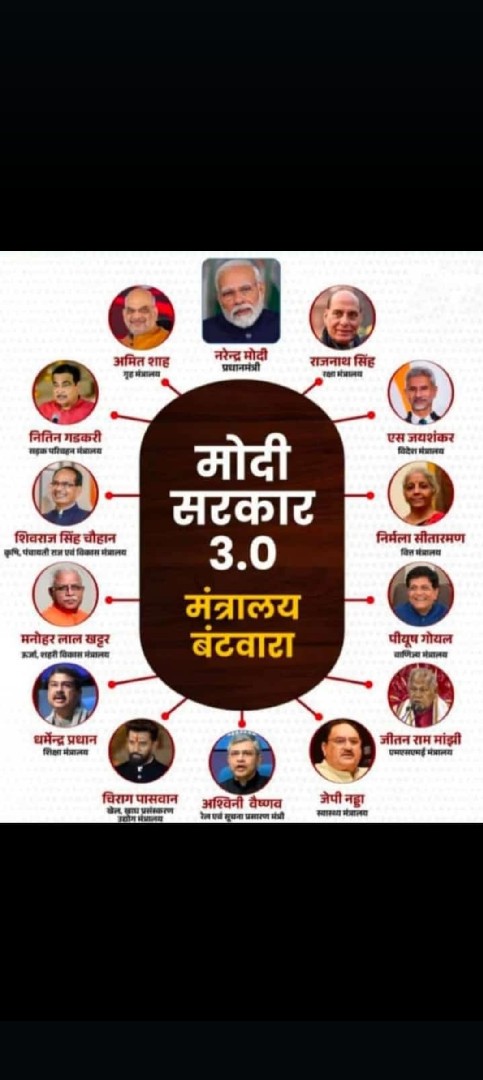 नरेन्द्र मोदी
प्रधानमंत्री
अमित शाह
गृह मंत्रालय
राजनाथ सिंह
रक्षा मंत्रालय
नितिन गडकरी
सड़क परिवहन मंत्रालय
एस जयशंकर
विदेश मंत्रालय
मोदी
सरकार
3.0
मंत्रालय
बंटवारा
शिवराज सिंह चौहान
कृषि, पंचायती राज एवं विकास मंत्रालय
निर्मला सीतारमण
वित्त मंत्रालय
मनोहर लाल खट्टर
ऊर्जा, शहरी विकास मंत्रालय
पीयूष गोयल
वाणिज्य मंत्रालय
धर्मेन्द्र प्रधान
शिक्षा मंत्रालय
जीतन राम मांझी
एमएसएमई मंत्रालय
चिराग पासवान
खेल, खाद्य प्रसंस्करण
उद्योग मंत्रालय
अश्विनी वैष्णव
रेल एवं सूचना प्रसारण मंत्री
जेपी नड्डा
स्वास्थ्य मंत्रालय